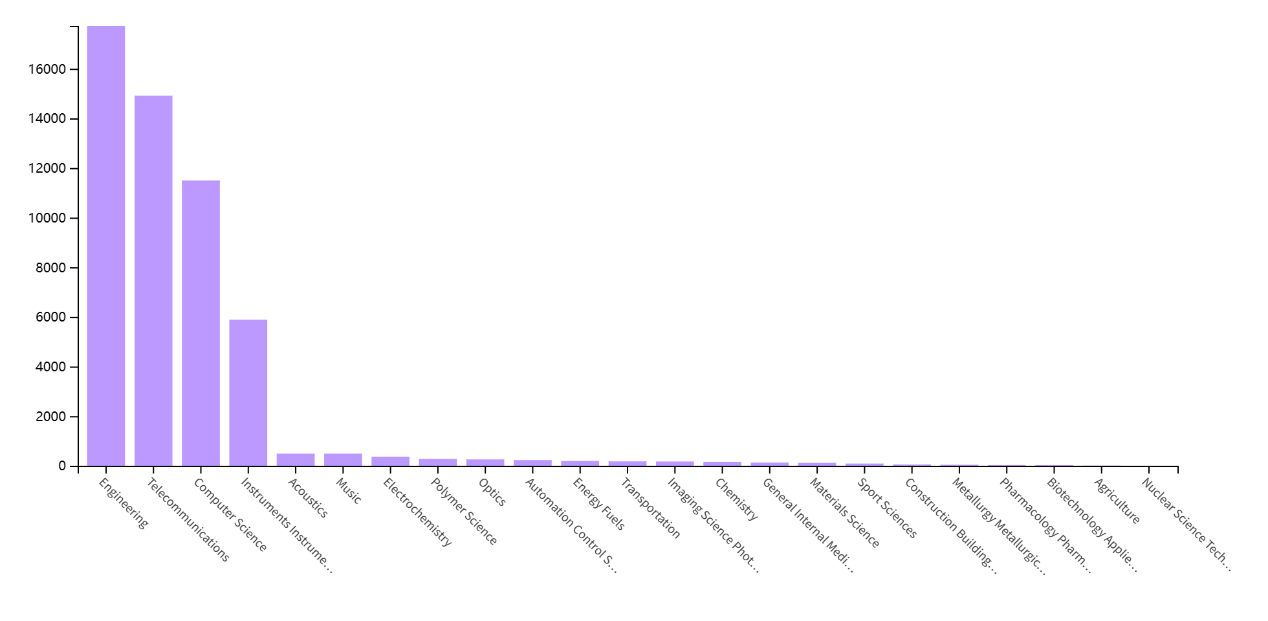 16000
14000
12000
10000
8000
6000
4000
2000
0
Engineering
Telecommunications
Computer Science
Instruments Instrume...
Acoustics
Music
Electrochemistry
Polymer Science
Optics
Automation Control S...
Energy Fuels
Transportation
Imaging Science Phot...
Chemistry
General Internal Medi...
Materials Science
Sport Sciences
Construction Building...
Metallurgy Metallurgic...
Pharmacology Pharm...
Biotechnology Applie...
Agriculture
Nuclear Science Tech...